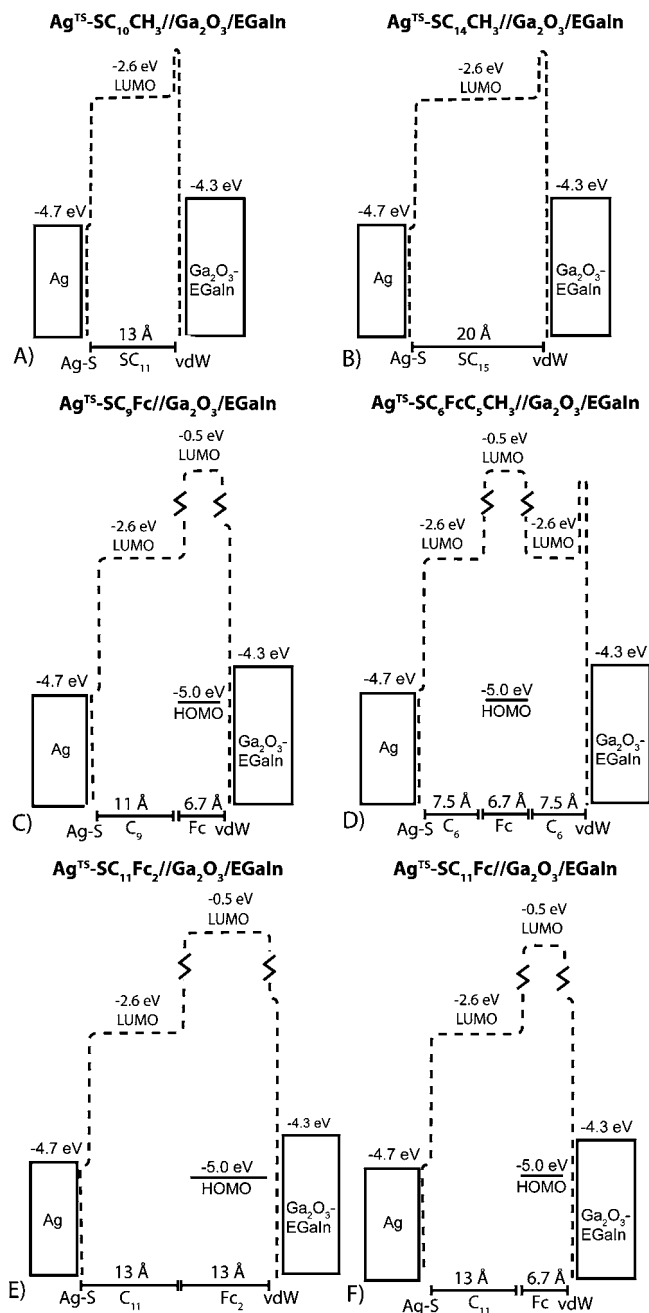 Ag^TS-SC₁₀CH₃//Ga₂O₃/EGaIn
-2.6 eV
LUMO
-4.7 eV
-4.3 eV
Ag
Ga₂O₃-
EGaIn
13 Å
A)
Ag-S
SC₁₁
vdW
Ag^TS-SC₁₄CH₃//Ga₂O₃/EGaIn
-2.6 eV
LUMO
-4.7 eV
-4.3 eV
Ag
Ga₂O₃-
EGaIn
20 Å
B)
Ag-S
SC₁₅
vdW
Ag^TS-SC₉Fc//Ga₂O₃/EGaIn
-0.5 eV
LUMO
-2.6 eV
LUMO
-4.7 eV
-5.0 eV
HOMO
-4.3 eV
Ag
Ga₂O₃-
EGaIn
11 Å
6.7 Å
C)
Ag-S
C₉
Fc
vdW
Ag^TS-SC₆FcC₅CH₃//Ga₂O₃/EGaIn
-0.5 eV
LUMO
-2.6 eV
LUMO
-2.6 eV
LUMO
-4.7 eV
-5.0 eV
HOMO
-4.3 eV
Ag
Ga₂O₃-
EGaIn
7.5 Å
6.7 Å
7.5 Å
D)
Ag-S
C₆
Fc
C₆
vdW
Ag^TS-SC₁₁Fc₂//Ga₂O₃/EGaIn
-0.5 eV
LUMO
-2.6 eV
LUMO
-4.7 eV
-5.0 eV
HOMO
-4.3 eV
Ag
Ga₂O₃-
EGaIn
13 Å
13 Å
E)
Ag-S
C₁₁
Fc₂
vdW
Ag^TS-SC₁₁Fc//Ga₂O₃/EGaIn
-0.5 eV
LUMO
-2.6 eV
LUMO
-4.7 eV
-5.0 eV
HOMO
-4.3 eV
Ag
Ga₂O₃-
EGaIn
13 Å
6.7 Å
F)
Ag-S
C₁₁
Fc
vdW